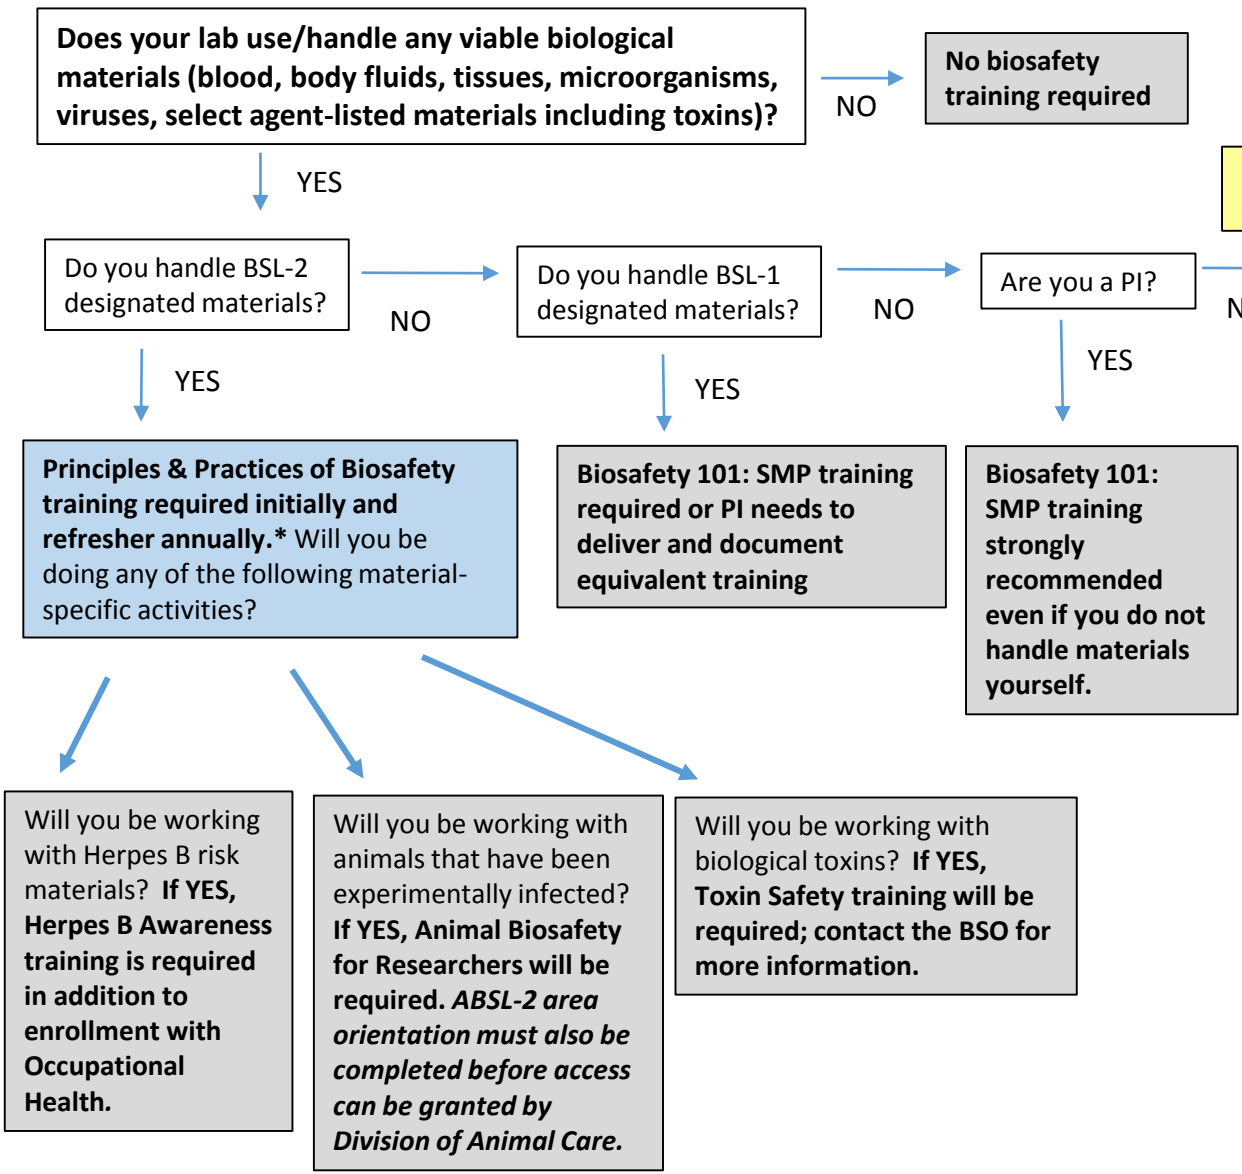 Does your lab use/handle any viable biological
materials (blood, body fluids, tissues, microorganisms,
viruses, select agent-listed materials including toxins)?
NO
No biosafety
training required
YES
Do you handle BSL-2
designated materials?
NO
Do you handle BSL-1
designated materials?
NO
Are you a PI?
N
YES
YES
YES
Principles & Practices of Biosafety
training required initially and
refresher annually.* Will you be
doing any of the following material-
specific activities?
Biosafety 101: SMP training
required or PI needs to
deliver and document
equivalent training
Biosafety 101:
SMP training
strongly
recommended
even if you do not
handle materials
yourself.
Will you be working
with Herpes B risk
materials? If YES,
Herpes B Awareness
training is required
in addition to
enrollment with
Occupational
Health.
Will you be working with
animals that have been
experimentally infected?
If YES, Animal Biosafety
for Researchers will be
required. ABSL-2 area
orientation must also be
completed before access
can be granted by
Division of Animal Care.
Will you be working with
biological toxins? If YES,
Toxin Safety training will be
required; contact the BSO for
more information.